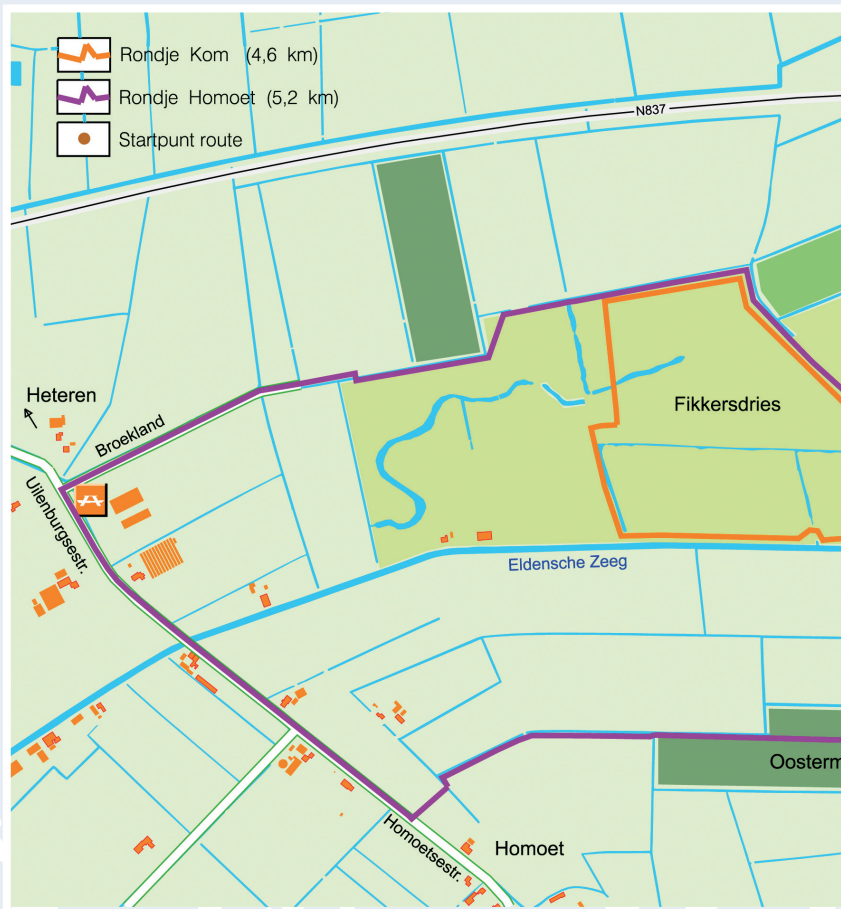 Rondje Kom (4,6 km)
Rondje Homoet (5,2 km)
Startpunt route
N837
Heteren
Broekland
Fikkersdries
Uilenburgsestr.
Eldensche Zeeg
Oosterm
Homoetsestr.
Homoet